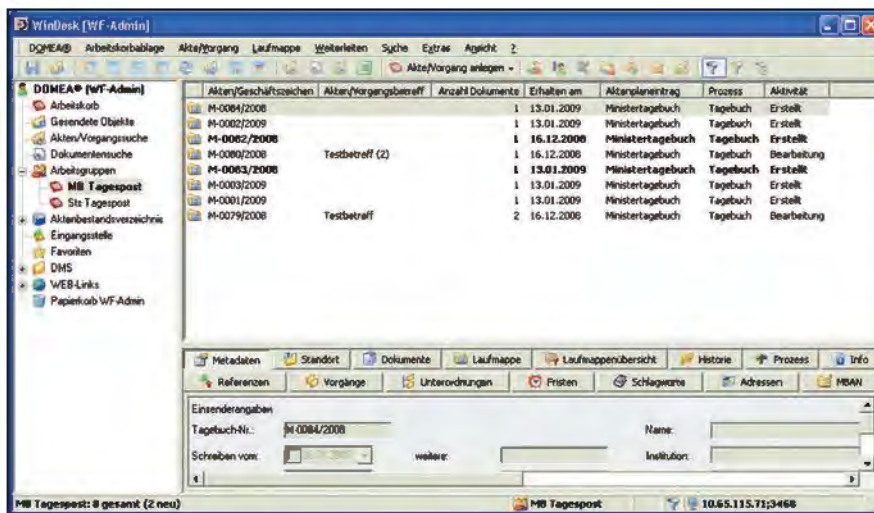 WinDesk [WF-Admin]
DOMEA® Arbeitskorbablage Akte/Vorgang Laufmappe Weiterleiten Suche Extras Ansicht ?
Akte/Vorgang anlegen
DOMEA® (WF-Admin)
Arbeitskorb
Gesendete Objekte
Akten/Vorgangssuche
Dokumentensuche
Arbeitsgruppen
MB Tagespost
Sts Tagespost
Aktenbestandsverzeichnis
Eingangsstelle
Favoriten
DMS
WEB-Links
Papierkorb WF-Admin
Akten/Geschäftszeichen Akten/Vorgangsbetreff Anzahl Dokumente Erhalten am Aktenplaneintrag Prozess Aktivität
M-0084/2008 1 13.01.2009 Ministertagebuch Tagebuch Erstellt
M-0002/2009 1 13.01.2009 Ministertagebuch Tagebuch Erstellt
M-0082/2008 1 16.12.2008 Ministertagebuch Tagebuch Erstellt
M-0080/2008 Testbetreff (2) 1 16.12.2008 Ministertagebuch Tagebuch Bearbeitung
M-0083/2008 1 13.01.2009 Ministertagebuch Tagebuch Erstellt
M-0003/2009 1 13.01.2009 Ministertagebuch Tagebuch Erstellt
M-0001/2009 1 13.01.2009 Ministertagebuch Tagebuch Erstellt
M-0079/2008 Testbetreff 2 16.12.2008 Ministertagebuch Tagebuch Bearbeitung
Metadaten Standort Dokumente Laufmappe Laufmappenübersicht Historie Prozess Info
Referenzen Vorgänge Unterordnungen Fristen Schlagworte Adressen MBAN
Einsenderangaben
Tagebuch-Nr.: M-0084/2008 Name:
Schreiben vom: weitere: Institution:
MB Tagespost: 8 gesamt (2 neu) MB Tagespost 10.65.115.71;3468